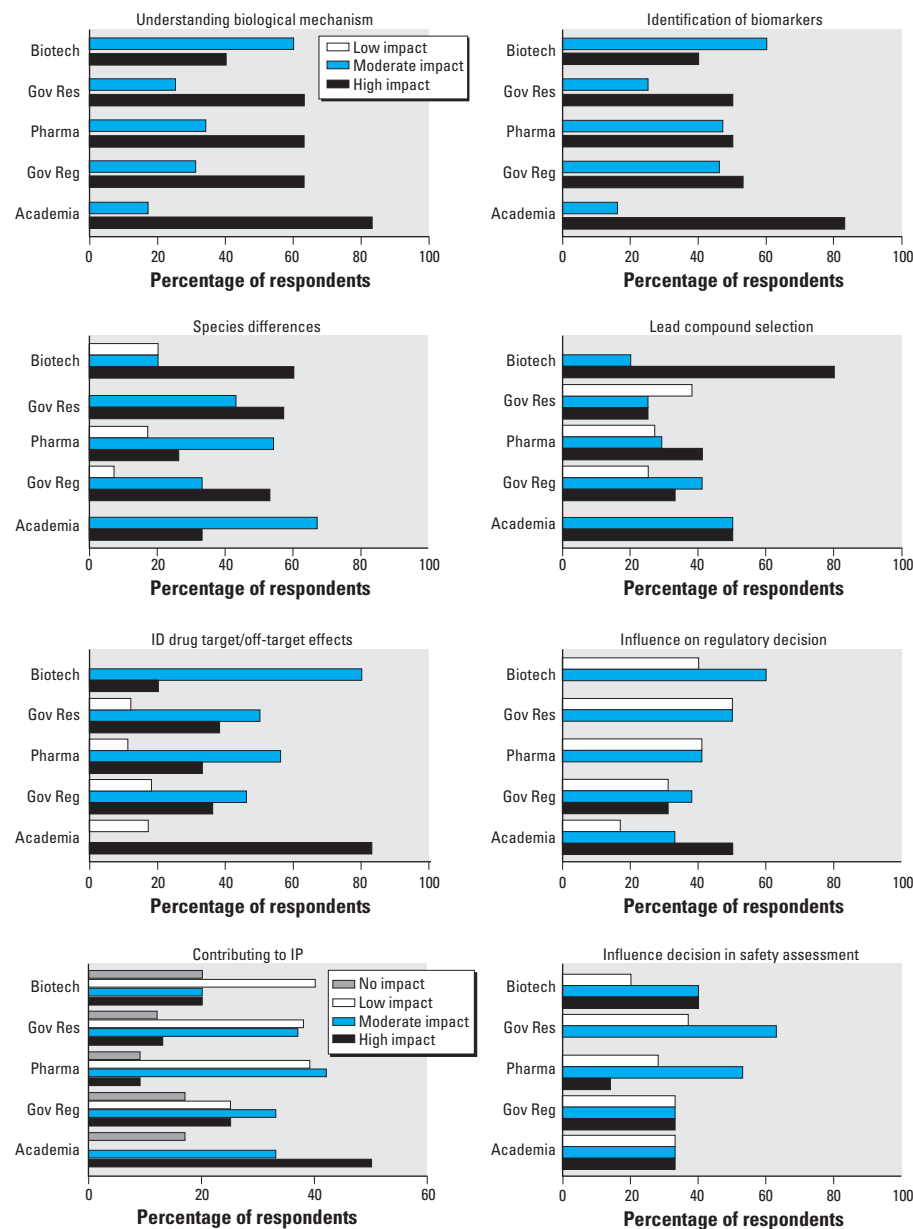 Understanding biological mechanism
Biotech
Gov Res
Pharma
Gov Reg
Academia
Low impact
Moderate impact
High impact
0 20 40 60 80 100
Percentage of respondents
Identification of biomarkers
Biotech
Gov Res
Pharma
Gov Reg
Academia
0 20 40 60 80 100
Percentage of respondents
Species differences
Biotech
Gov Res
Pharma
Gov Reg
Academia
0 20 40 60 80 100
Percentage of respondents
Lead compound selection
Biotech
Gov Res
Pharma
Gov Reg
Academia
0 20 40 60 80 100
Percentage of respondents
ID drug target/off-target effects
Biotech
Gov Res
Pharma
Gov Reg
Academia
0 20 40 60 80 100
Percentage of respondents
Influence on regulatory decision
Biotech
Gov Res
Pharma
Gov Reg
Academia
0 20 40 60 80 100
Percentage of respondents
Contributing to IP
Biotech
Gov Res
Pharma
Gov Reg
Academia
No impact
Low impact
Moderate impact
High impact
0 20 40 60
Percentage of respondents
Influence decision in safety assessment
Biotech
Gov Res
Pharma
Gov Reg
Academia
0 20 40 60 80 100
Percentage of respondents